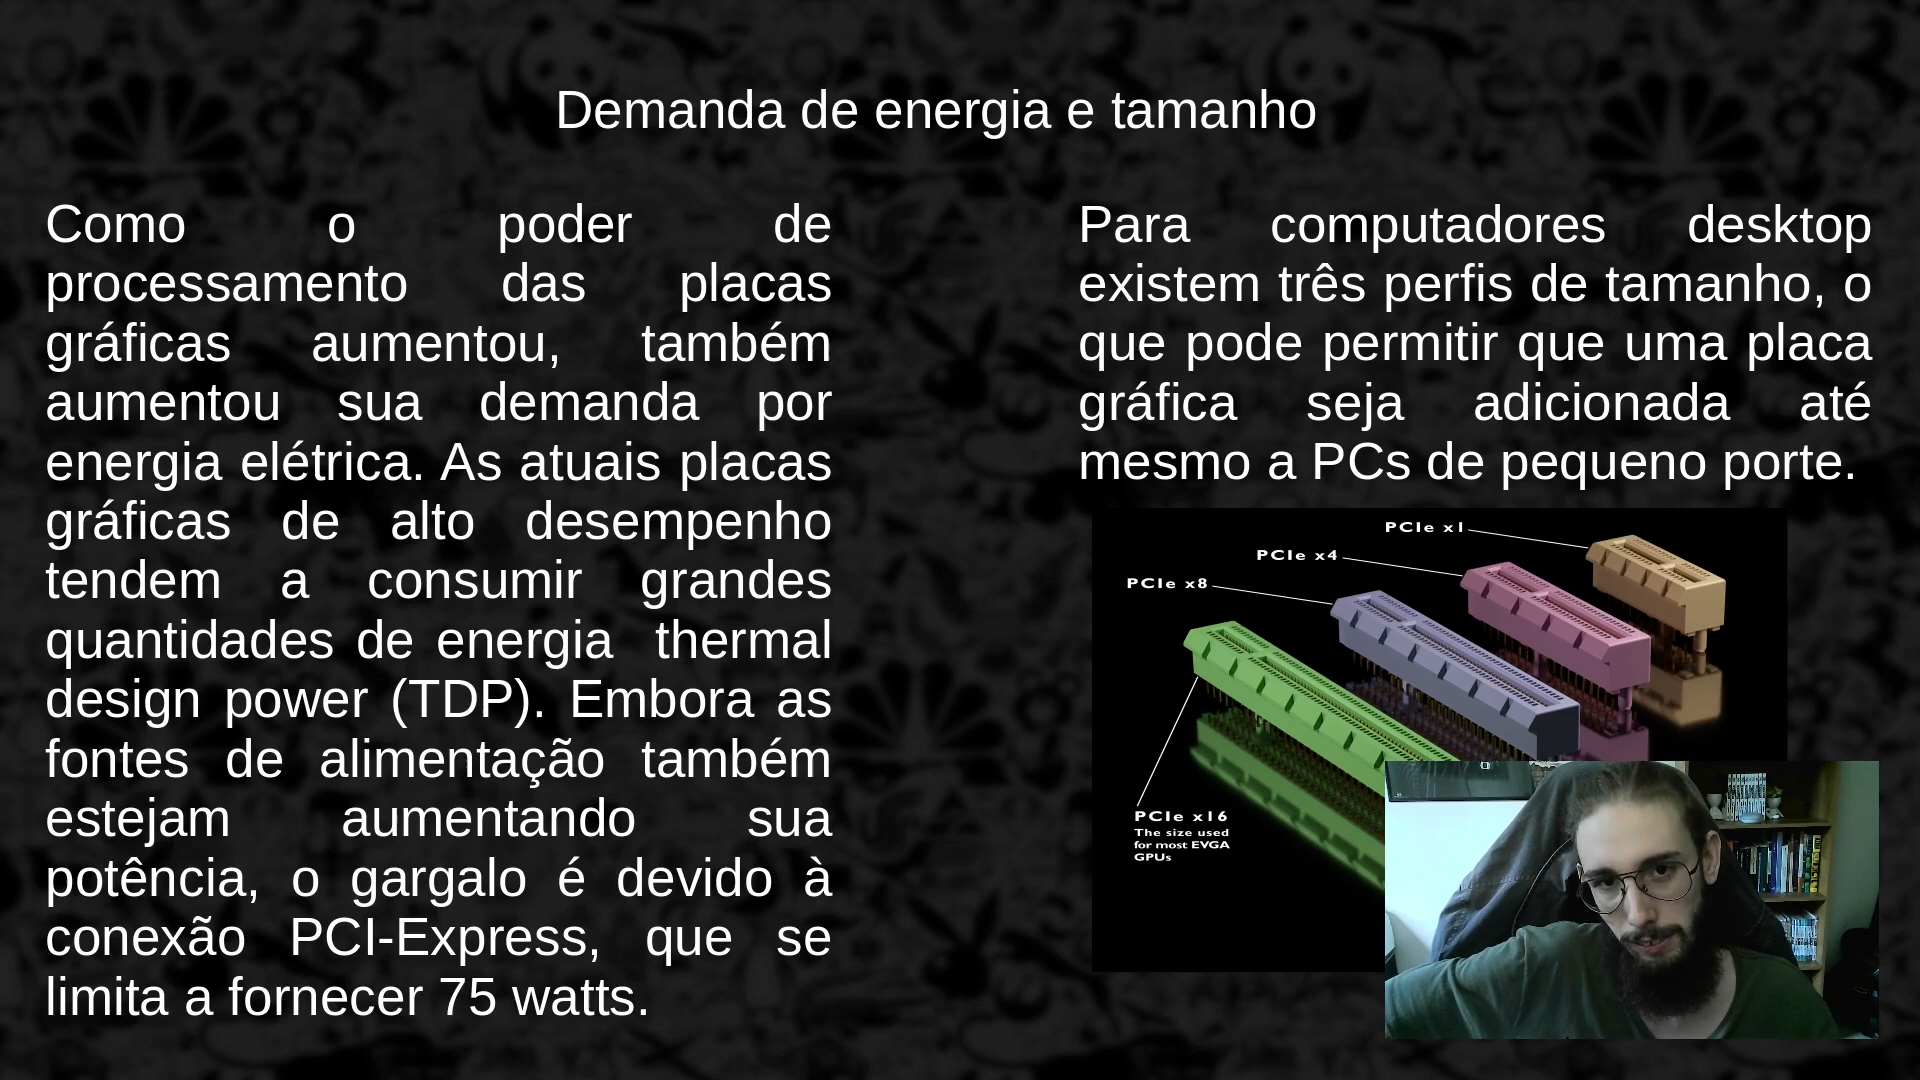 Demanda de energia e tamanho
Como o poder de
processamento das placas
gráficas aumentou, também
aumentou sua demanda por
energia elétrica. As atuais placas
gráficas de alto desempenho
tendem a consumir grandes
quantidades de energia thermal
design power (TDP). Embora as
fontes de alimentação também
estejam aumentando sua
potência, o gargalo é devido à
conexão PCI-Express, que se
limita a fornecer 75 watts.
Para computadores desktop
existem três perfis de tamanho, o
que pode permitir que uma placa
gráfica seja adicionada até
mesmo a PCs de pequeno porte.
PCIe x1
PCIe x4
PCIe x8
PCIe x16
The size used
for most EVGA
GPUs